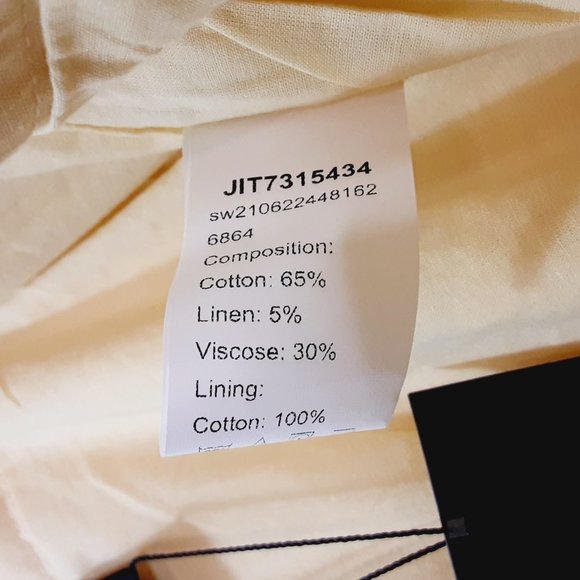 JIT7315434
sw210622448162
6864
Composition:
Cotton: 65%
Linen: 5%
Viscose: 30%
Lining:
Cotton: 100%